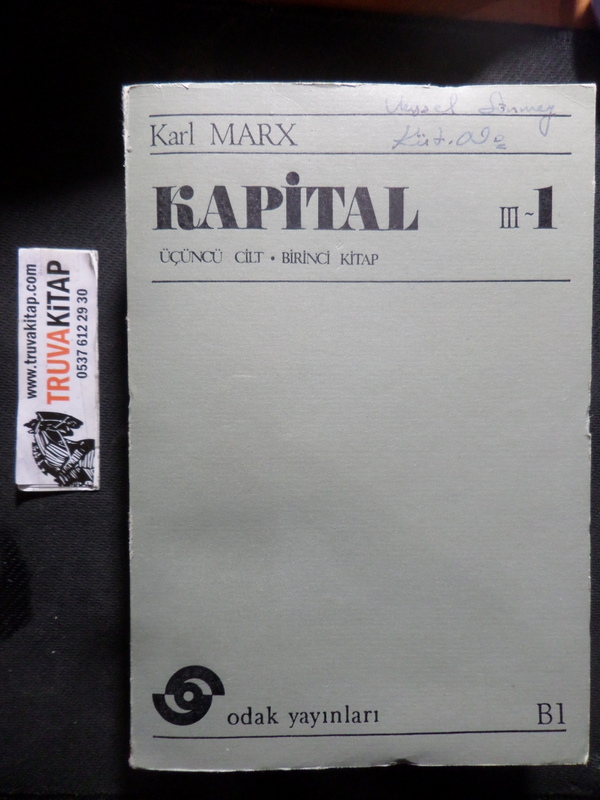 Karl MARX
KAPİTAL III~1
ÜÇÜNCÜ CİLT • BİRİNCİ KİTAP
odak yayınları B1
www.truvakitap.com
TRUVAKİTAP
0537 612 29 30